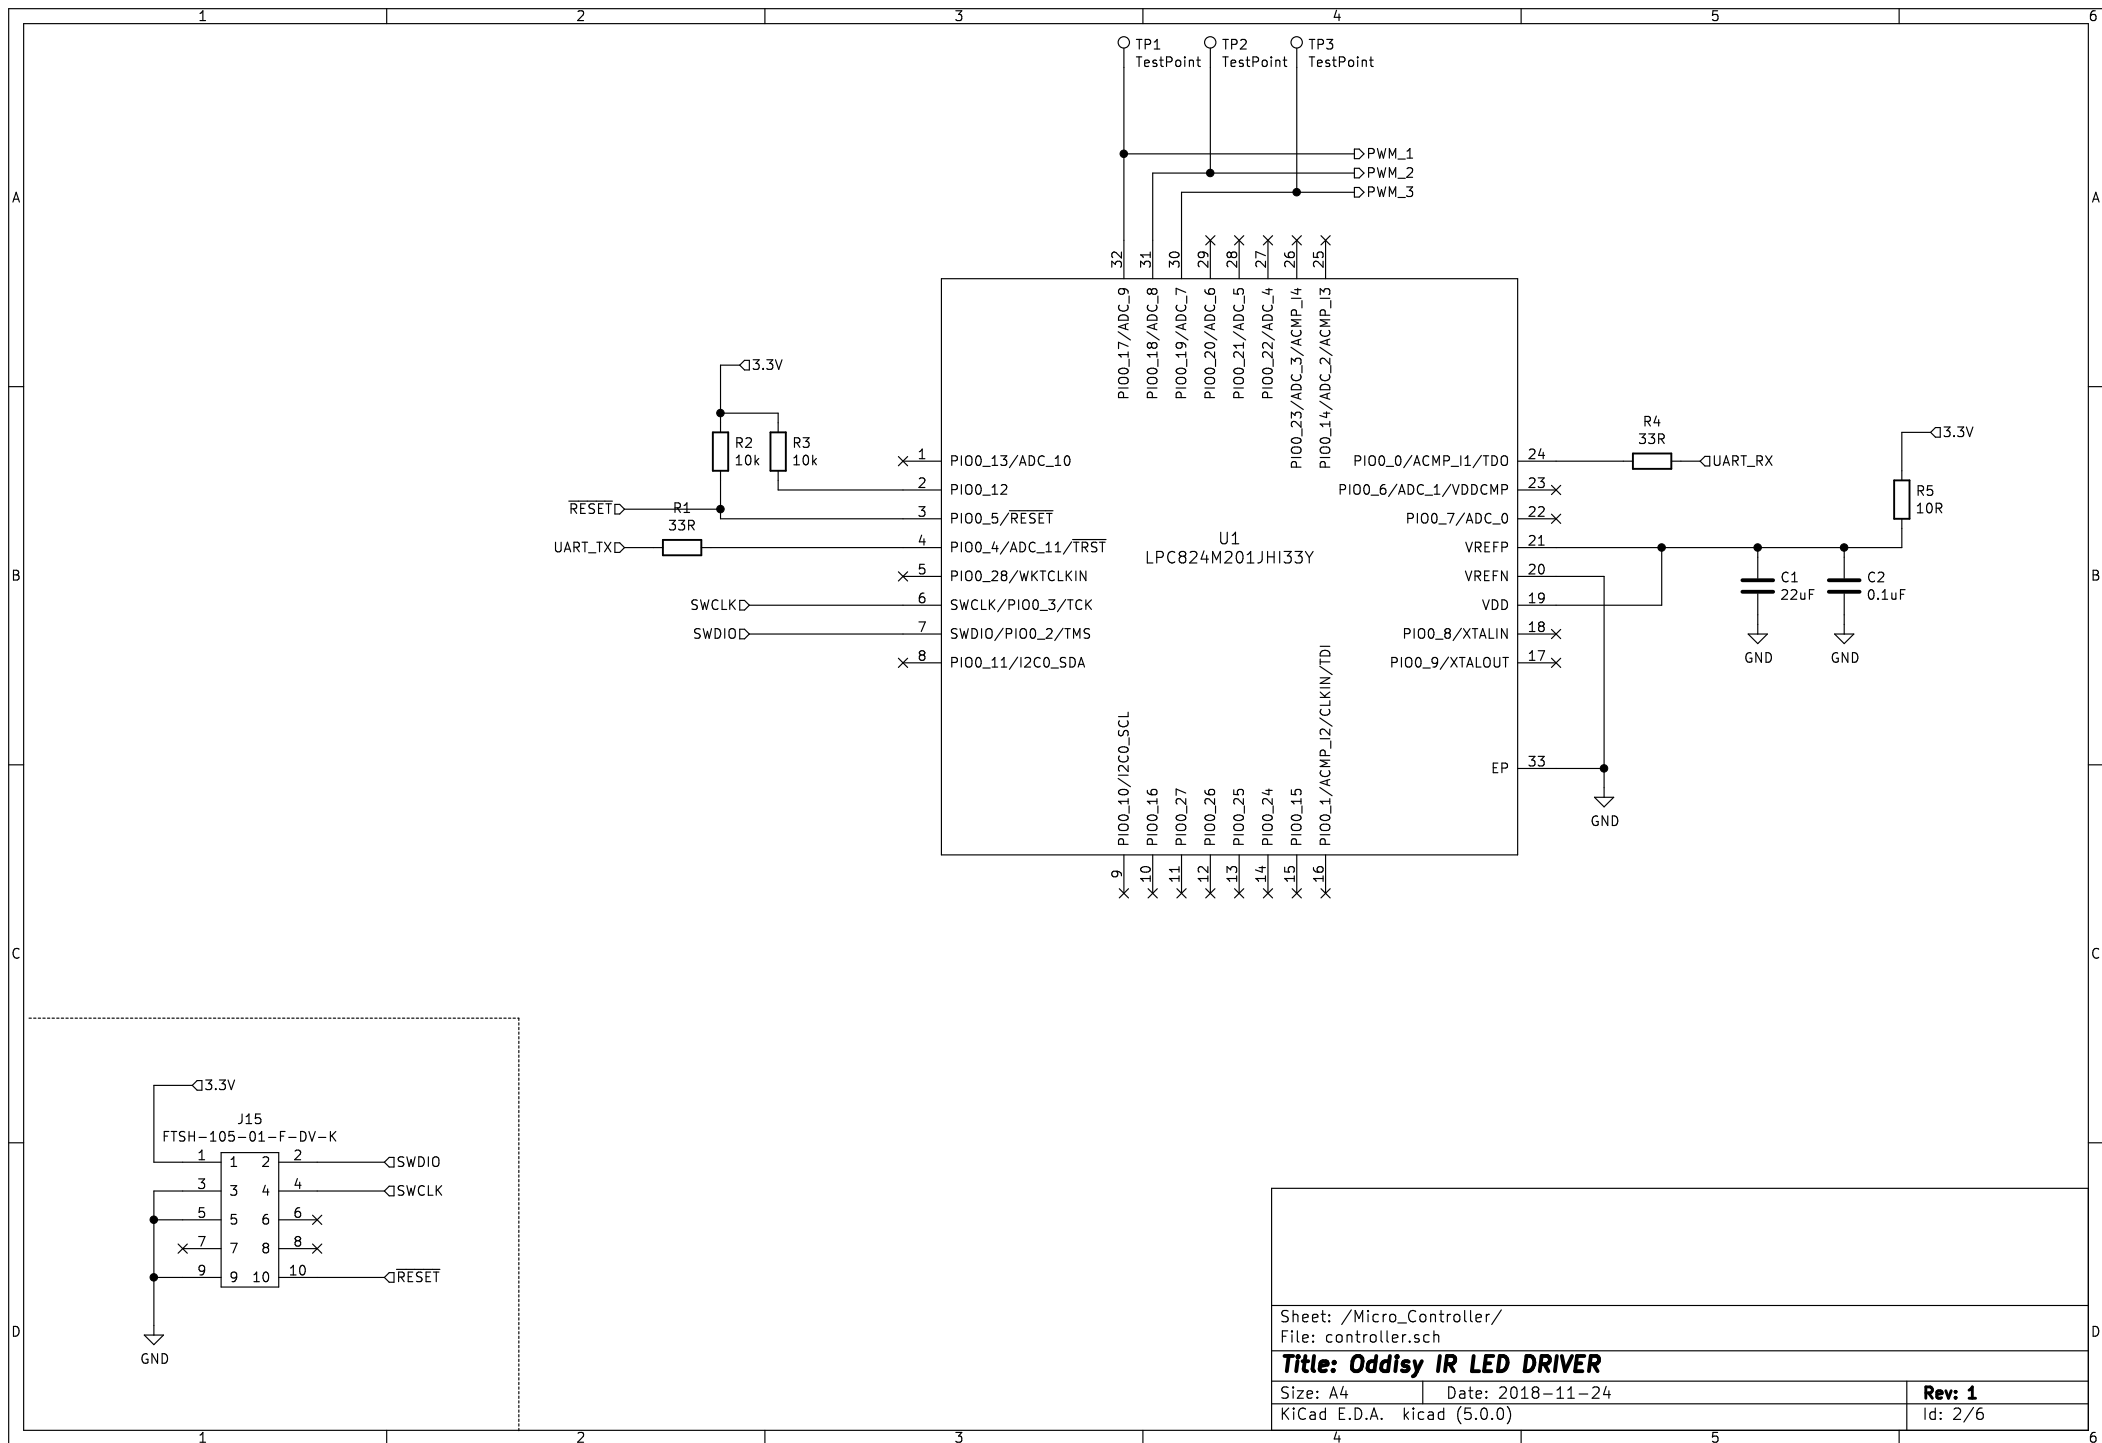 1 2 3 4 5 6
TP1
TestPoint
TP2
TestPoint
TP3
TestPoint
PWM_1
PWM_2
PWM_3
A
A
32 31 30 29 28 27 26 25
PIO0_17/ADC_9
PIO0_18/ADC_8
PIO0_19/ADC_7
PIO0_20/ADC_6
PIO0_21/ADC_5
PIO0_22/ADC_4
PIO0_23/ADC_3/ACMP_I4
PIO0_14/ADC_2/ACMP_I3
3.3V
R2
10k
R3
10k
RESET
R1
33R
UART_TX
SWCLK
SWDIO
1 PIO0_13/ADC_10
2 PIO0_12
3 PIO0_5/RESET
4 PIO0_4/ADC_11/TRST
5 PIO0_28/WKTCLKIN
6 SWCLK/PIO0_3/TCK
7 SWDIO/PIO0_2/TMS
8 PIO0_11/I2C0_SDA
U1
LPC824M201JHI33Y
PIO0_0/ACMP_I1/TDO 24
PIO0_6/ADC_1/VDDCMP 23
PIO0_7/ADC_0 22
VREFP 21
VREFN 20
VDD 19
PIO0_8/XTALIN 18
PIO0_9/XTALOUT 17
EP 33
R4
33R
UART_RX
3.3V
R5
10R
C1
22uF
C2
0.1uF
GND
GND
GND
B
B
PIO0_10/I2C0_SCL
PIO0_16
PIO0_27
PIO0_26
PIO0_25
PIO0_24
PIO0_15
PIO0_1/ACMP_I2/CLKIN/TDI
9 10 11 12 13 14 15 16
C
C
3.3V
J15
FTSH-105-01-F-DV-K
1 1 2 2 SWDIO
3 3 4 4 SWCLK
5 5 6 6
7 7 8 8
9 9 10 10 RESET
GND
D
D
Sheet: /Micro_Controller/
File: controller.sch
Title: Oddisy IR LED DRIVER
Size: A4 Date: 2018-11-24 Rev: 1
KiCad E.D.A. kicad (5.0.0) Id: 2/6
1 2 3 4 5 6